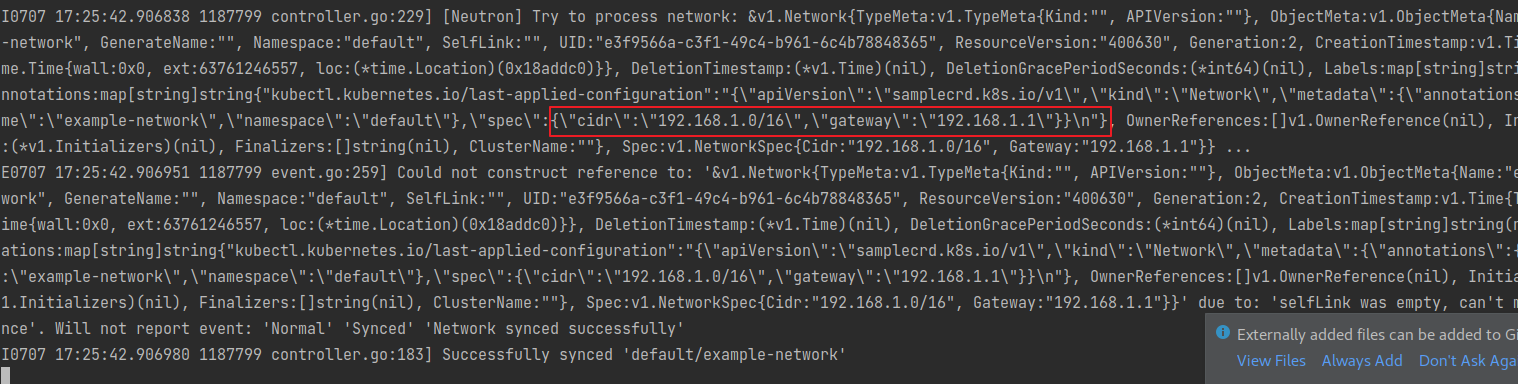 I0707 17:25:42.906838 1187799 controller.go:229] [Neutron] Try to process network: &v1.Network{TypeMeta:v1.TypeMeta{Kind:"", APIVersion:""}, ObjectMeta:v1.ObjectMeta{Nam
-network", GenerateName:"", Namespace:"default", SelfLink:"", UID:"e3f9566a-c3f1-49c4-b961-6c4b78848365", ResourceVersion:"400630", Generation:2, CreationTimestamp:v1.Ti
me.Time{wall:0x0, ext:63761246557, loc:(*time.Location)(0x18addc0)}}, DeletionTimestamp:(*v1.Time)(nil), DeletionGracePeriodSeconds:(*int64)(nil), Labels:map[string]stri
nnotations:map[string]string{"kubectl.kubernetes.io/last-applied-configuration":"{\"apiVersion\":\"samplecrd.k8s.io/v1\",\"kind\":\"Network\",\"metadata\":{\"annotations
me\":\"example-network\",\"namespace\":\"default\"},\"spec\":{\"cidr\":\"192.168.1.0/16\",\"gateway\":\"192.168.1.1\"}}\n"}, OwnerReferences:[]v1.OwnerReference(nil), In
:(*v1.Initializers)(nil), Finalizers:[]string(nil), ClusterName:""}, Spec:v1.NetworkSpec{Cidr:"192.168.1.0/16", Gateway:"192.168.1.1"}} ...
E0707 17:25:42.906951 1187799 event.go:259] Could not construct reference to: '&v1.Network{TypeMeta:v1.TypeMeta{Kind:"", APIVersion:""}, ObjectMeta:v1.ObjectMeta{Name:"e
work", GenerateName:"", Namespace:"default", SelfLink:"", UID:"e3f9566a-c3f1-49c4-b961-6c4b78848365", ResourceVersion:"400630", Generation:2, CreationTimestamp:v1.Time{T
ime{wall:0x0, ext:63761246557, loc:(*time.Location)(0x18addc0)}}, DeletionTimestamp:(*v1.Time)(nil), DeletionGracePeriodSeconds:(*int64)(nil), Labels:map[string]string(n
ations:map[string]string{"kubectl.kubernetes.io/last-applied-configuration":"{\"apiVersion\":\"samplecrd.k8s.io/v1\",\"kind\":\"Network\",\"metadata\":{\"annotations\":{
:\"example-network\",\"namespace\":\"default\"},\"spec\":{\"cidr\":\"192.168.1.0/16\",\"gateway\":\"192.168.1.1\"}}\n"}, OwnerReferences:[]v1.OwnerReference(nil), Initia
1.Initializers)(nil), Finalizers:[]string(nil), ClusterName:""}, Spec:v1.NetworkSpec{Cidr:"192.168.1.0/16", Gateway:"192.168.1.1"}}' due to: 'selfLink was empty, can't m
nce'. Will not report event: 'Normal' 'Synced' 'Network synced successfully'
I0707 17:25:42.906980 1187799 controller.go:183] Successfully synced 'default/example-network'
Externally added files can be added to Gi
View Files Always Add Don't Ask Aga